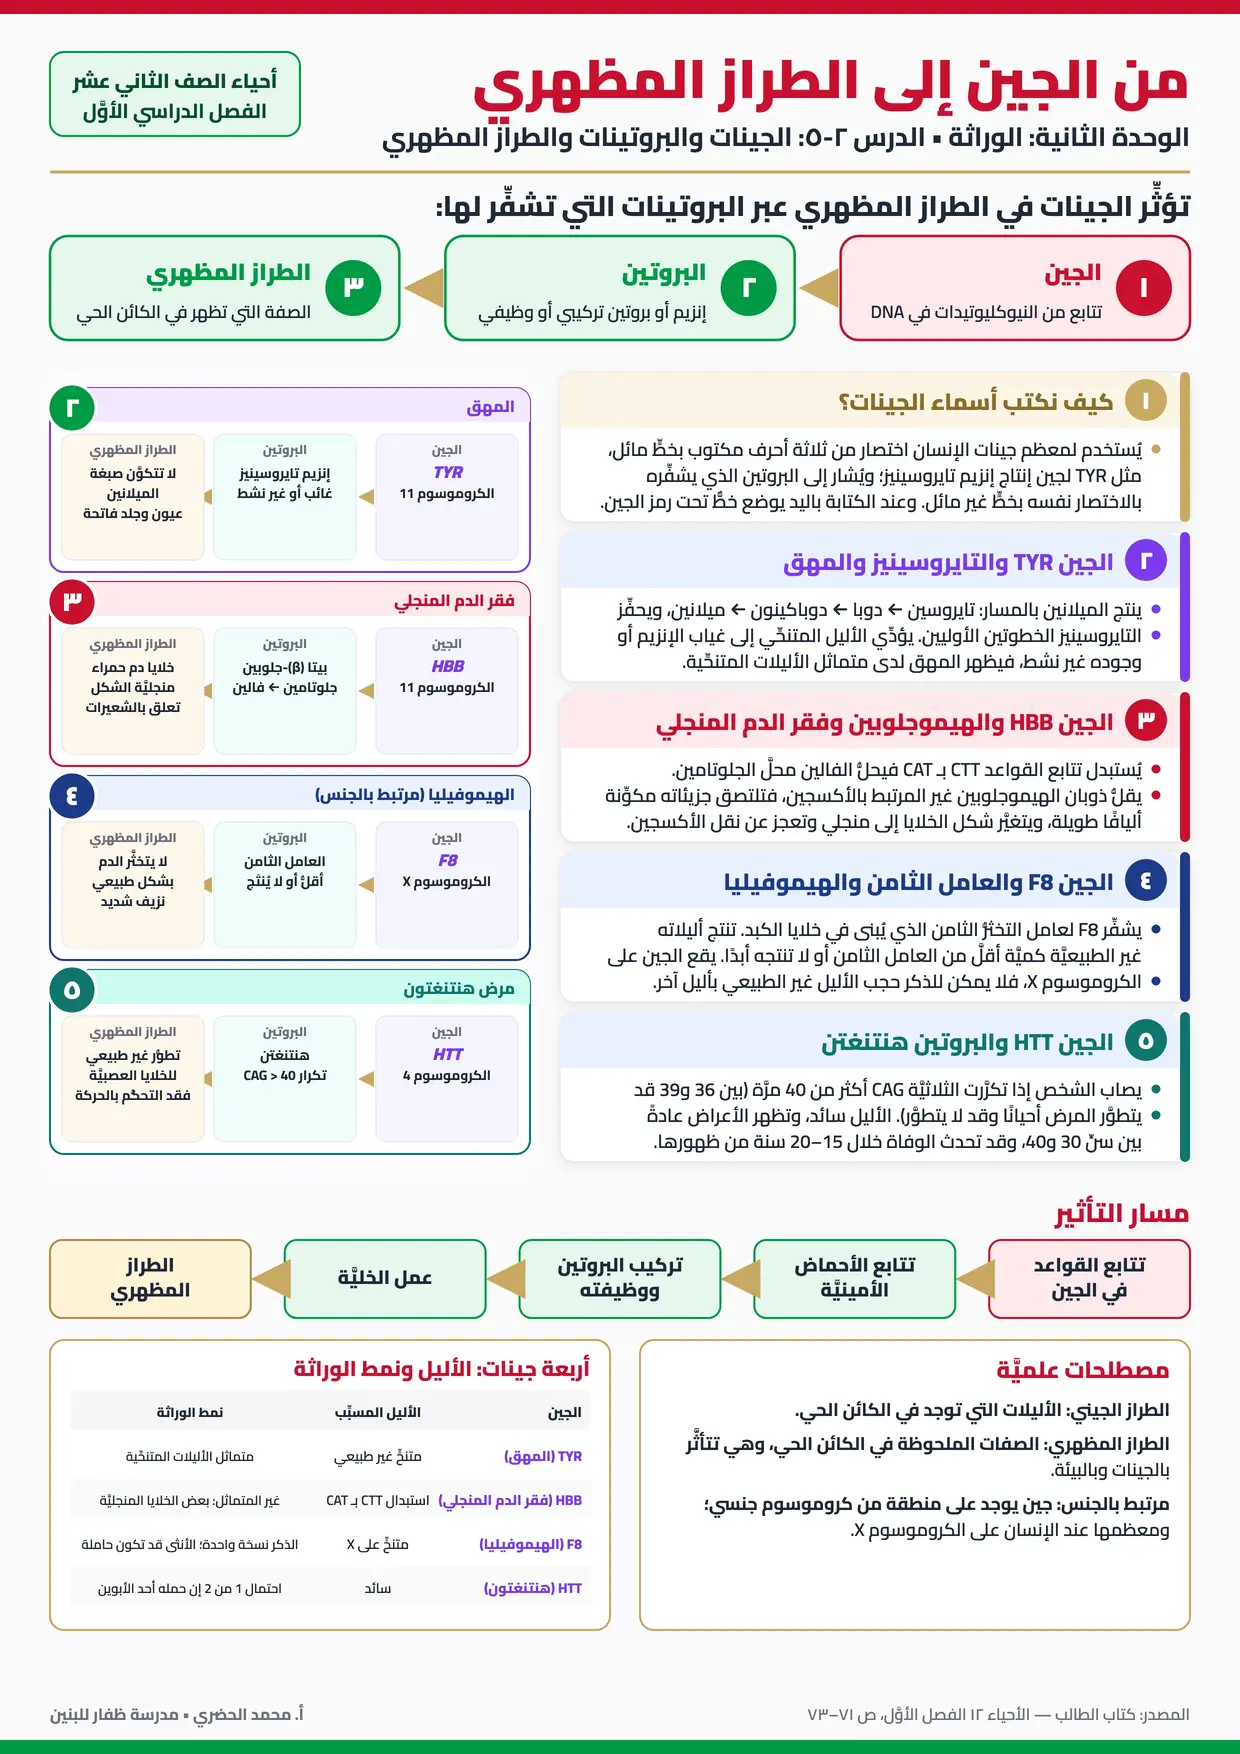 من الجين إلى الطراز المظهري
الوحدة الثانية: الوراثة • الدرس ٢-٥: الجينات والبروتينات والطراز المظهري
أحياء الصف الثاني عشر
الفصل الدراسي الأوَّل
تؤثِّر الجينات في الطراز المظهري عبر البروتينات التي تشفِّر لها:
١
الجين
تتابع من النيوكليوتيدات في DNA
٢
البروتين
إنزيم أو بروتين تركيبي أو وظيفي
٣
الطراز المظهري
الصفة التي تظهر في الكائن الحي
١
كيف نكتب أسماء الجينات؟
يُستخدم لمعظم جينات الإنسان اختصار من ثلاثة أحرف مكتوب بخطٍّ مائل،
مثل TYR لجين إنتاج إنزيم تايروسينيز؛ ويُشار إلى البروتين الذي يشفِّره
بالاختصار نفسه بخطٍّ غير مائل. وعند الكتابة باليد يوضع خطٌّ تحت رمز الجين.
٢
الجين TYR والتايروسينيز والمهق
ينتج الميلانين بالمسار: تايروسين ← دوبا ← دوباكينون ← ميلانين، ويحفِّز
التايروسينيز الخطوتين الأوليين. يؤدِّي الأليل المتنحّي إلى غياب الإنزيم أو
وجوده غير نشط، فيظهر المهق لدى متماثل الأليلات المتنحّية.
٣
الجين HBB والهيموجلوبين وفقر الدم المنجلي
يُستبدل تتابع القواعد CTT بـ CAT فيحلُّ الفالين محلَّ الجلوتامين.
يقلُّ ذوبان الهيموجلوبين غير المرتبط بالأكسجين، فتلتصق جزيئاته مكوِّنة
أليافًا طويلة، ويتغيَّر شكل الخلايا إلى منجلي وتعجز عن نقل الأكسجين.
٤
الجين F8 والعامل الثامن والهيموفيليا
يشفِّر F8 لعامل التخثرُّ الثامن الذي يُبنى في خلايا الكبد. تنتج أليلاته
غير الطبيعيَّة كميَّة أقلَّ من العامل الثامن أو لا تنتجه أبدًا. يقع الجين على
الكروموسوم X، فلا يمكن للذكر حجب الأليل غير الطبيعي بأليل آخر.
٥
الجين HTT والبروتين هنتنغتن
يصاب الشخص إذا تكرَّرت الثلاثيَّة CAG أكثر من 40 مرَّة (بين 36 و39 قد
يتطوَّر المرض أحيانًا وقد لا يتطوَّر). الأليل سائد، وتظهر الأعراض عادةً
بين سنّ 30 و40، وقد تحدث الوفاة خلال 15–20 سنة من ظهورها.
٢
المهق
الجين
TYR
الكروموسوم 11
البروتين
إنزيم تايروسينيز
غائب أو غير نشط
الطراز المظهري
لا تتكوَّن صبغة
الميلانين
عيون وجلد فاتحة
٣
فقر الدم المنجلي
الجين
HBB
الكروموسوم 11
البروتين
بيتا (β)-جلوبين
جلوتامين ← فالين
الطراز المظهري
خلايا دم حمراء
منجليَّة الشكل
تعلق بالشعيرات
٤
الهيموفيليا (مرتبط بالجنس)
الجين
F8
الكروموسوم X
البروتين
العامل الثامن
أقلُّ أو لا يُنتَج
الطراز المظهري
لا يتخثَّر الدم
بشكل طبيعي
نزيف شديد
٥
مرض هنتنغتون
الجين
HTT
الكروموسوم 4
البروتين
هنتنغتن
تكرار CAG > 40
الطراز المظهري
تطوُّر غير طبيعي
للخلايا العصبيَّة
فقد التحكُّم بالحركة
مسار التأثير
تتابع القواعد
في الجين
تتابع الأحماض
الأمينيَّة
تركيب البروتين
ووظيفته
عمل الخليَّة
الطراز
المظهري
مصطلحات علميَّة
الطراز الجيني: الأليلات التي توجد في الكائن الحي.
الطراز المظهري: الصفات الملحوظة في الكائن الحي، وهي تتأثَّر
بالجينات وبالبيئة.
مرتبط بالجنس: جين يوجد على منطقة من كروموسوم جنسي؛
ومعظمها عند الإنسان على الكروموسوم X.
أربعة جينات: الأليل ونمط الوراثة
الجين الأليل المسبِّب نمط الوراثة
TYR (المهق) متنحٍّ غير طبيعي متماثل الأليلات المتنحّية
HBB (فقر الدم المنجلي) استبدال CTT بـ CAT غير المتماثل: بعض الخلايا المنجليَّة
F8 (الهيموفيليا) متنحٍّ على X الذكر نسخة واحدة؛ الأنثى قد تكون حاملة
HTT (هنتنغتون) سائد احتمال 1 من 2 إن حمله أحد الأبوين
المصدر: كتاب الطالب — الأحياء ١٢ الفصل الأوَّل، ص ٧١–٧٣
أ. محمد الحضري • مدرسة ظفار للبنين